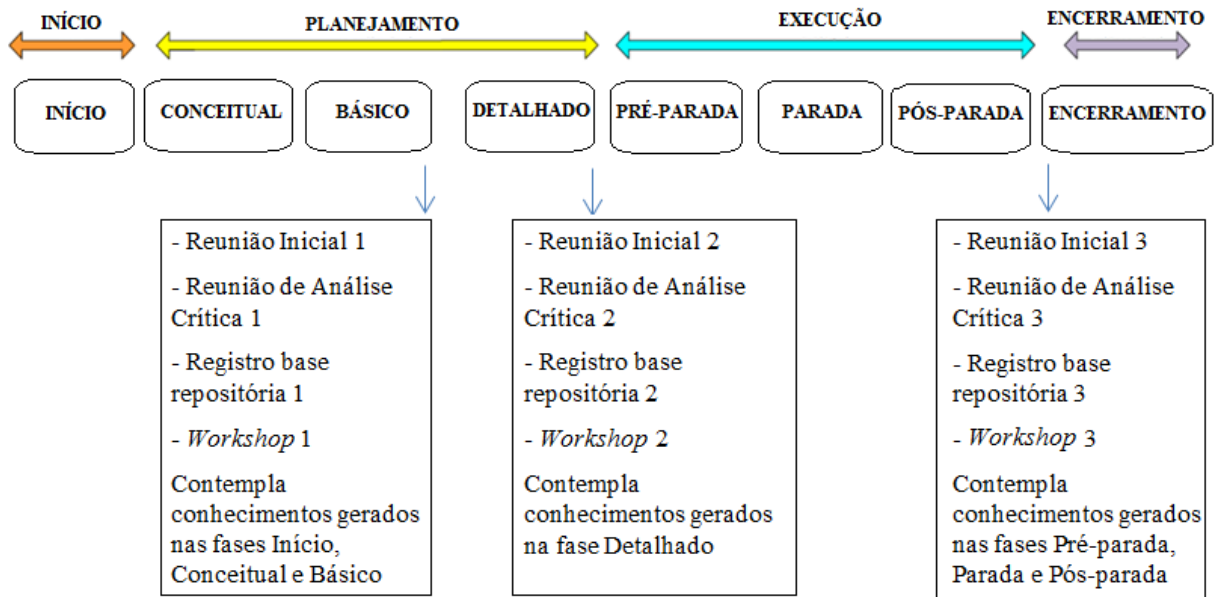 INÍCIO
PLANEJAMENTO
EXECUÇÃO
ENCERRAMENTO
INÍCIO
CONCEITUAL
BÁSICO
DETALHADO
PRÉ-PARADA
PARADA
PÓS-PARADA
ENCERRAMENTO
- Reunião Inicial 1
- Reunião de Análise
Crítica 1
- Registro base
repositória 1
- Workshop 1
Contempla
conhecimentos gerados
nas fases Início,
Conceitual e Básico
- Reunião Inicial 2
- Reunião de Análise
Crítica 2
- Registro base
repositória 2
- Workshop 2
Contempla
conhecimentos gerados
na fase Detalhado
- Reunião Inicial 3
- Reunião de Análise
Crítica 3
- Registro base
repositória 3
- Workshop 3
Contempla
conhecimentos gerados
nas fases Pré-parada,
Parada e Pós-parada